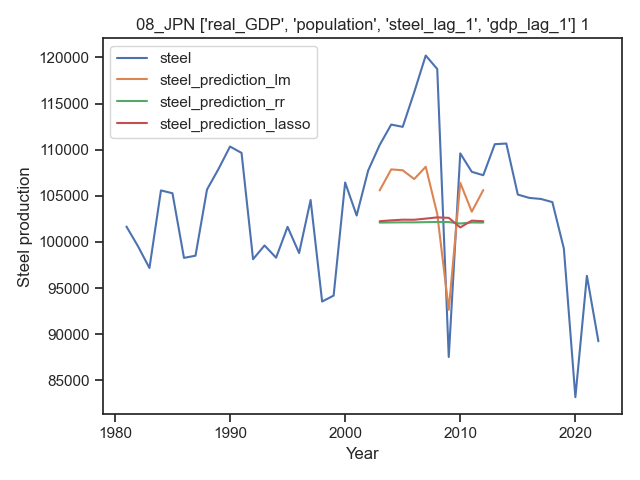 08_JPN ['real_GDP', 'population', 'steel_lag_1', 'gdp_lag_1'] 1
steel
steel_prediction_lm
steel_prediction_rr
steel_prediction_lasso
Steel production
120000
115000
110000
105000
100000
95000
90000
85000
1980
1990
2000
2010
2020
Year